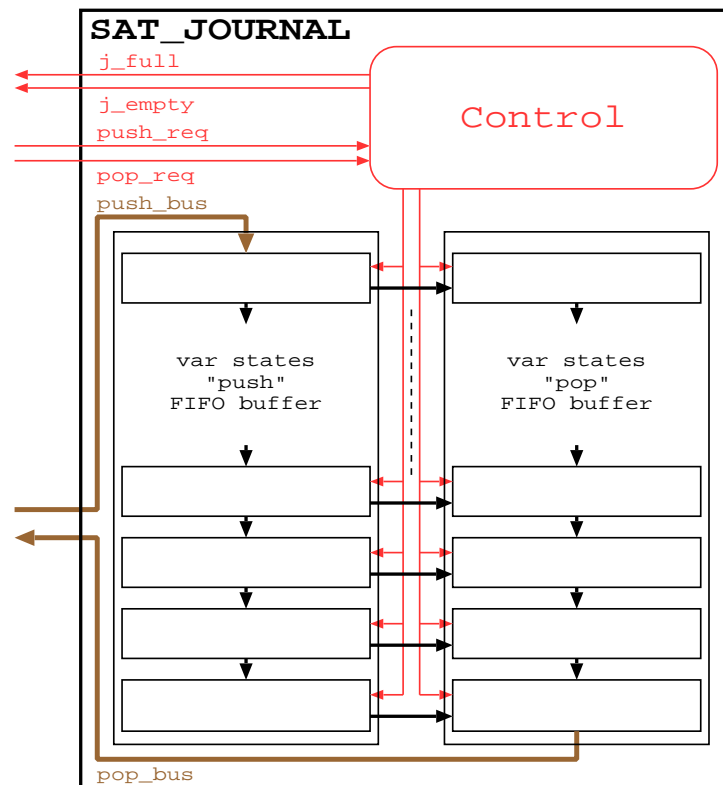 SAT_JOURNAL
j_full
j_empty
Control
push_req
pop_req
push_bus
var states
"push"
FIFO buffer
var states
"pop"
FIFO buffer
pop_bus